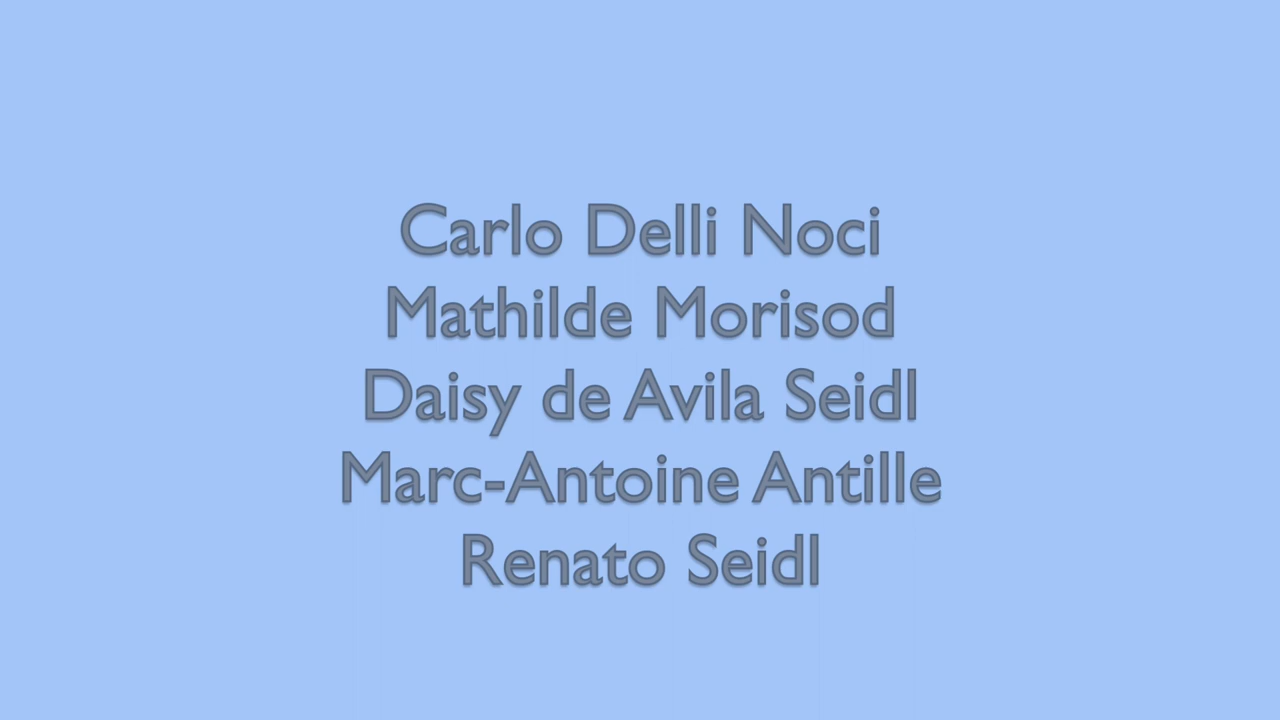 Carlo Delli Noci
Mathilde Morisod
Daisy de Avila Seidl
Marc-Antoine Antille
Renato Seidl